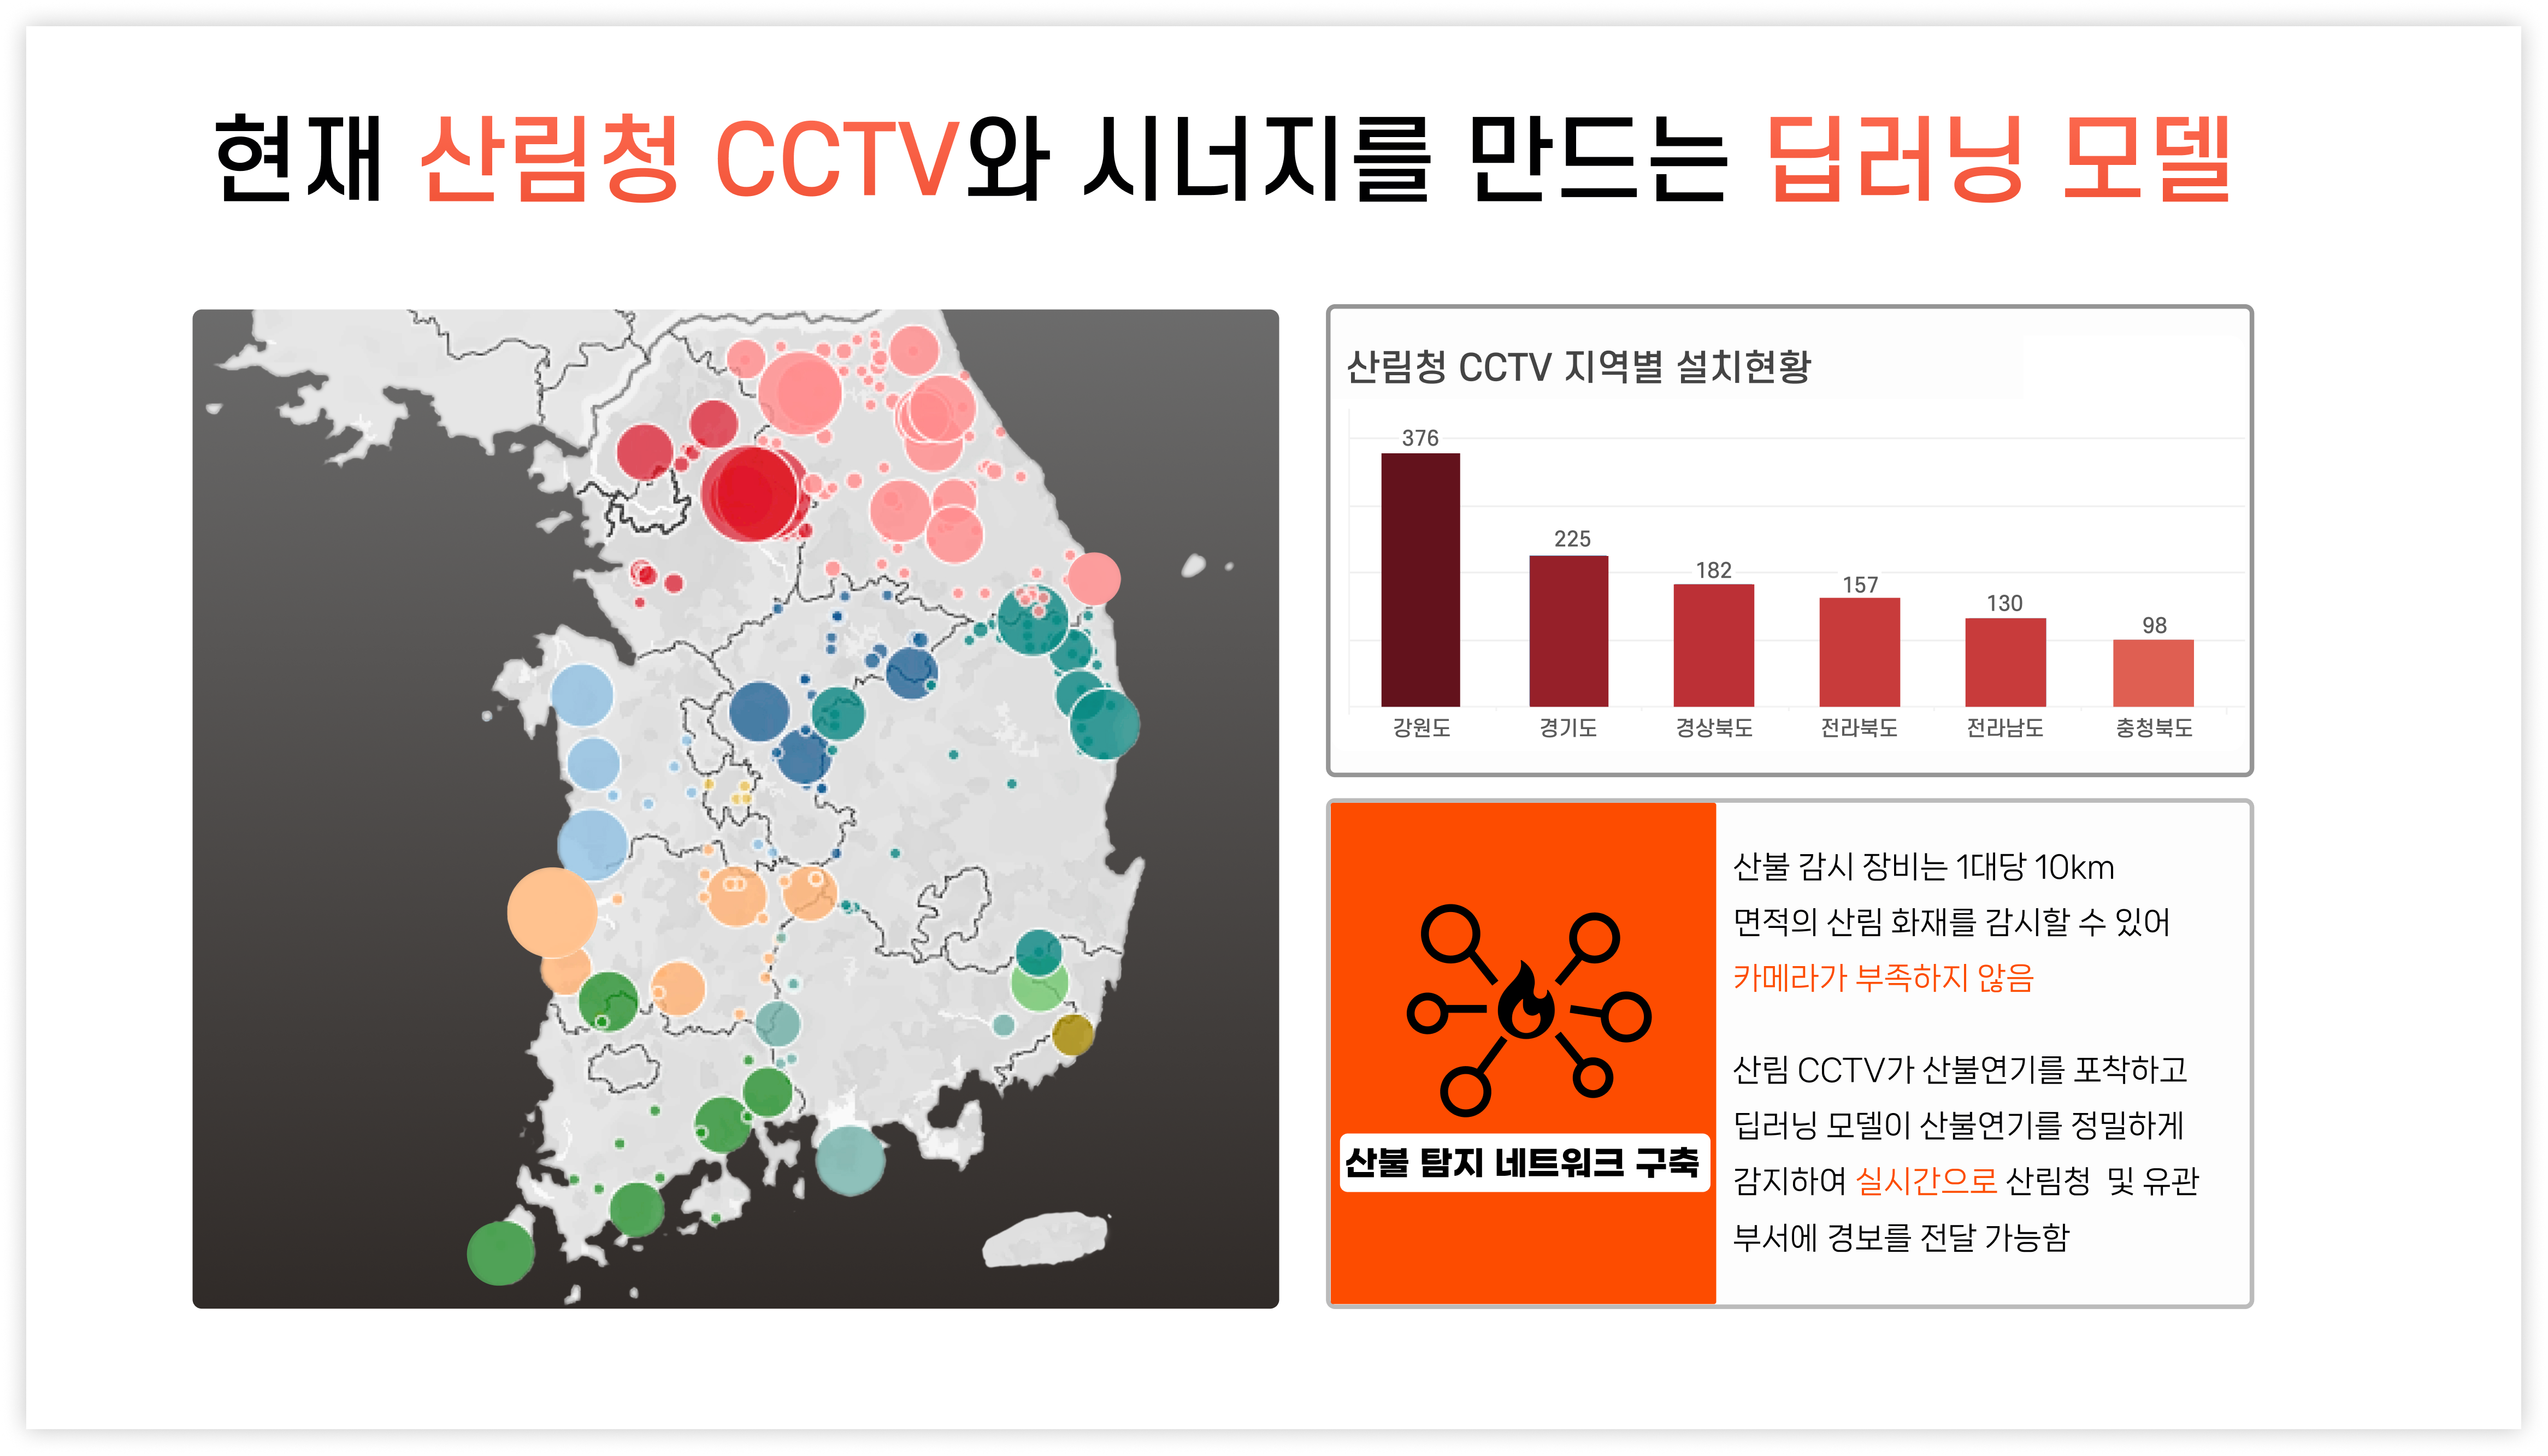 현재 산림청 CCTV와 시너지를 만드는 딥러닝 모델
산림청 CCTV 지역별 설치현황
376
225
182
157
130
98
강원도
경기도
경상북도
전라북도
전라남도
충청북도
산불 탐지 네트워크 구축
산불 감시 장비는 1대당 10km
면적의 산림 화재를 감시할 수 있어
카메라가 부족하지 않음
산림 CCTV가 산불연기를 포착하고
딥러닝 모델이 산불연기를 정밀하게
감지하여 실시간으로 산림청 및 유관
부서에 경보를 전달 가능함